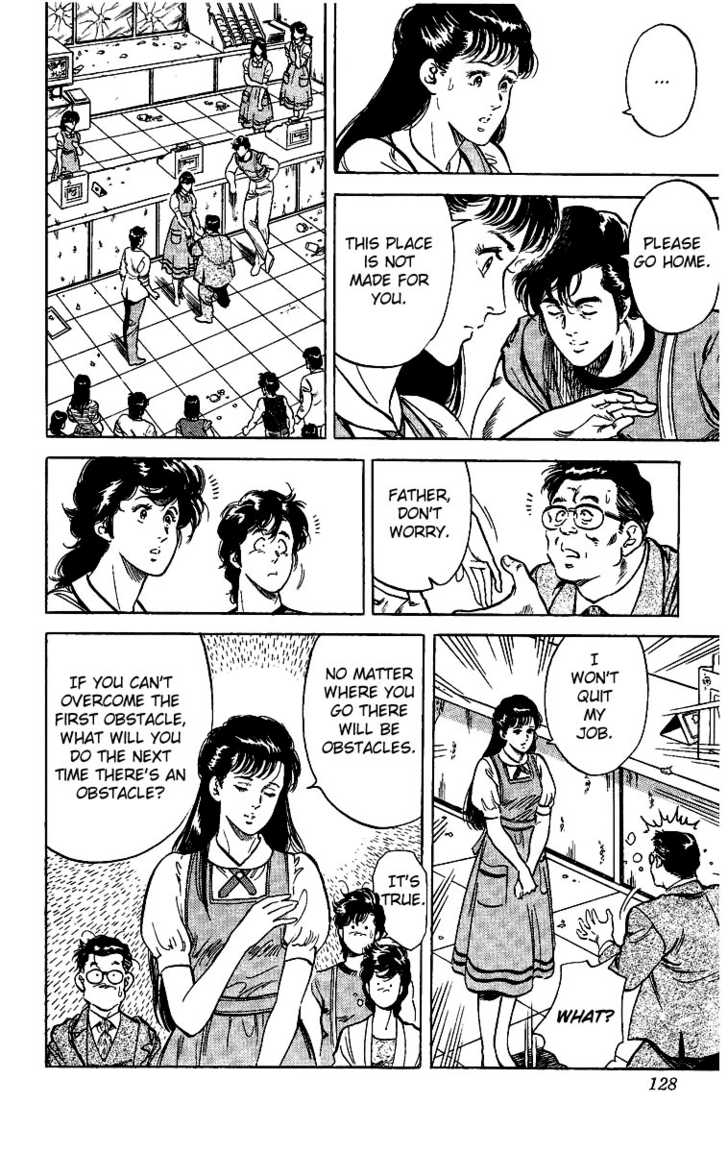 ...
PLEASE
GO HOME.
THIS PLACE
IS NOT
MADE FOR
YOU.
FATHER,
DON'T
WORRY.
I
WON'T
QUIT
MY
JOB.
WHAT?
NO MATTER
WHERE YOU
GO THERE
WILL BE
OBSTACLES.
IF YOU CAN'T
OVERCOME THE
FIRST OBSTACLE,
WHAT WILL YOU
DO THE NEXT
TIME THERE'S AN
OBSTACLE?
IT'S
TRUE.
128